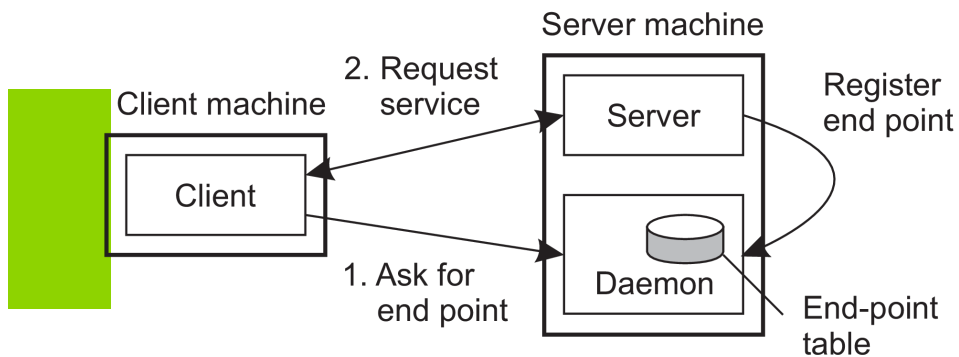 Server machine
2. Request
service
Client machine
Register
end point
Server
Client
1. Ask for
end point
Daemon
End-point
table